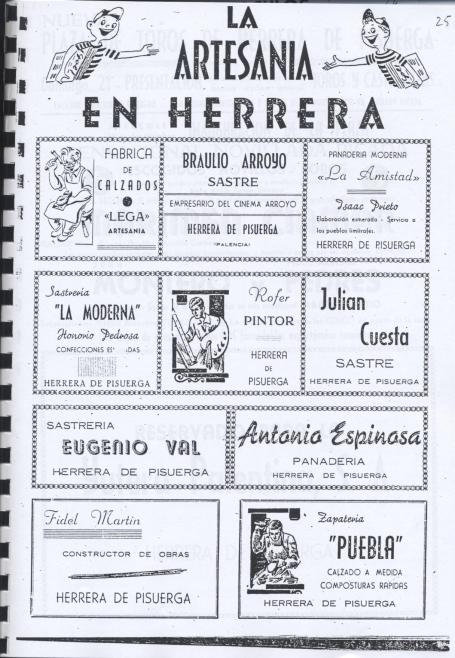 25
LA
ARTESANIA
EN HERRERA
FABRICA
DE
CALZADOS
«LEGA»
ARTESANIA
BRAULIO ARROYO
SASTRE
EMPRESARIO DEL CINEMA ARROYO
HERRERA DE PISUERGA
(PALENCIA)
PANADERIA MODERNA
«La Amistad»
Isaac Prieto
Elaboración esmerada - Servicio a
los pueblos limítrofes.
HERRERA DE PISUERGA
Sastreria
"LA MODERNA"
Honorio Pedrosa
CONFECCIONES
HERRERA DE PISUERGA
Rofer
PINTOR
HERRERA
DE
PISUERGA
Julian
Cuesta
SASTRE
HERRERA DE PISUERGA
SASTRERIA
EUGENIO VAL
HERRERA DE PISUERGA
Antonio Espinosa
PANADERIA
HERRERA DE PISUERGA
Fidel Martin
CONSTRUCTOR DE OBRAS
HERRERA DE PISUERGA
Zapateria
"PUEBLA"
CALZADO A MEDIDA
COMPOSTURAS RAPIDAS
HERRERA DE PISUERGA